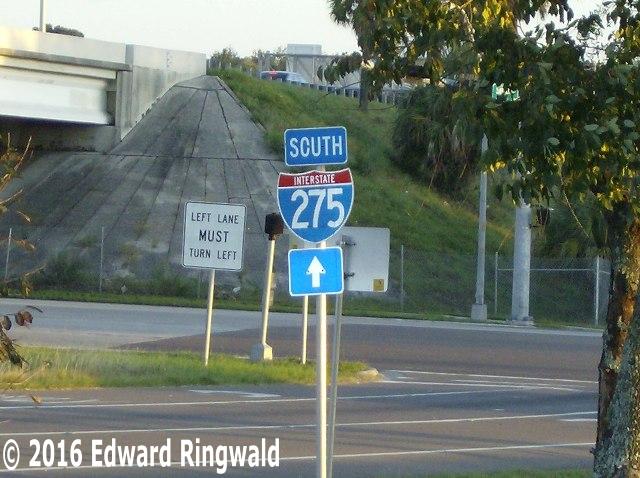 SOUTH
INTERSTATE
275
LEFT LANE
MUST
TURN LEFT
© 2016 Edward Ringwald